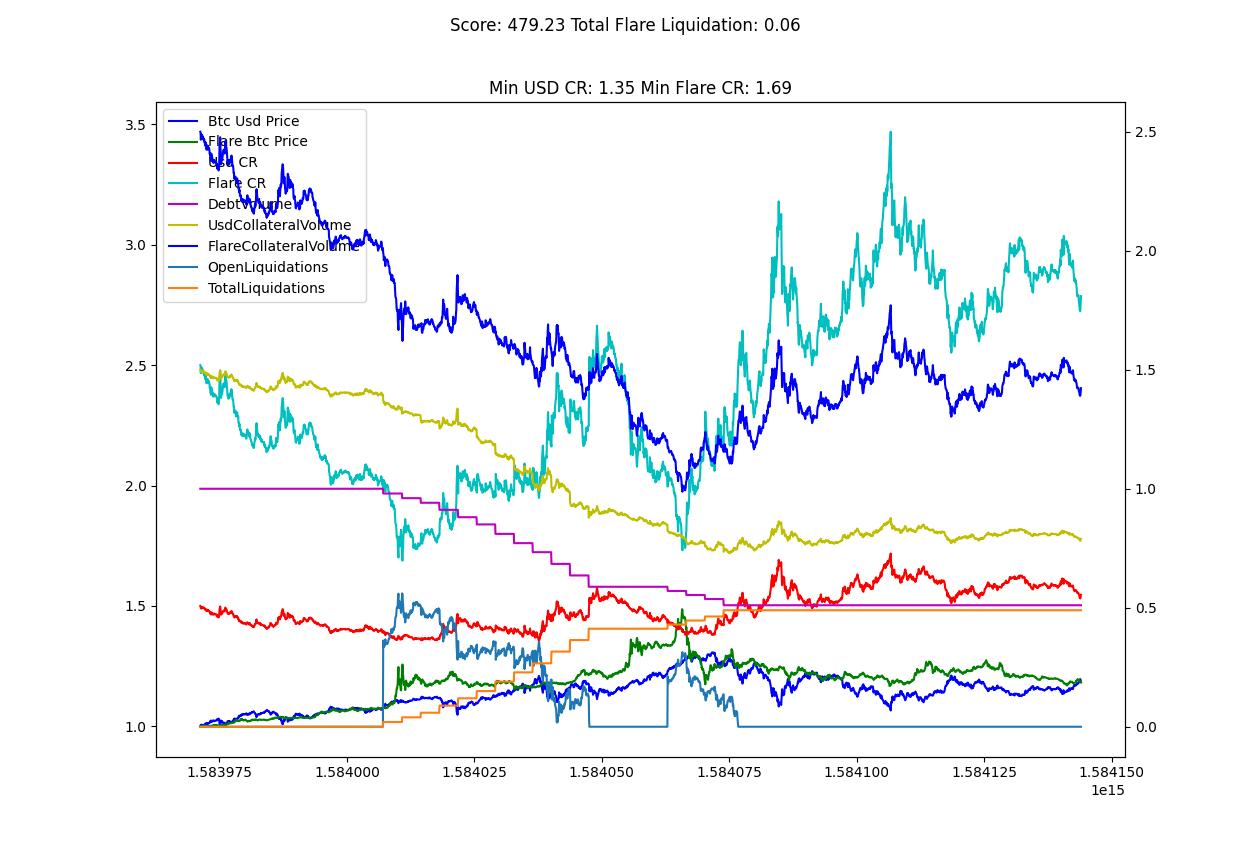 Score: 479.23 Total Flare Liquidation: 0.06
Min USD CR: 1.35 Min Flare CR: 1.69
Btc Usd Price
Flare Btc Price
Usd CR
Flare CR
DebtVolume
UsdCollateralVolume
FlareCollateralVolume
OpenLiquidations
TotalLiquidations
3.5
3.0
2.5
2.0
1.5
1.0
2.5
2.0
1.5
1.0
0.5
0.0
1.583975 1.584000 1.584025 1.584050 1.584075 1.584100 1.584125 1.584150
1e15